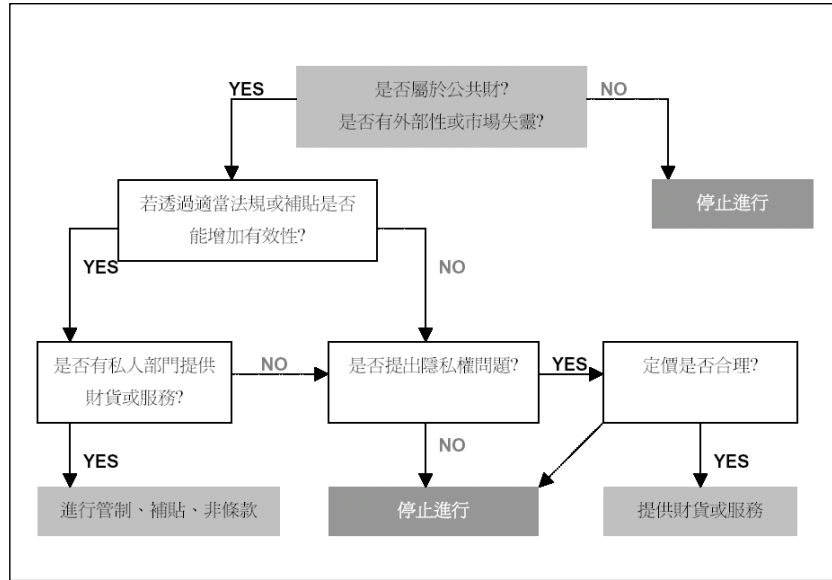 YES
是否屬於公共財?
是否有外部性或市場失靈?
NO
停止進行
若透過適當法規或補貼是否
能增加有效性?
YES
NO
是否有私人部門提供
財貨或服務?
NO
是否提出隱私權問題?
YES
定價是否合理?
YES
NO
YES
進行管制、補貼、非條款
停止進行
提供財貨或服務